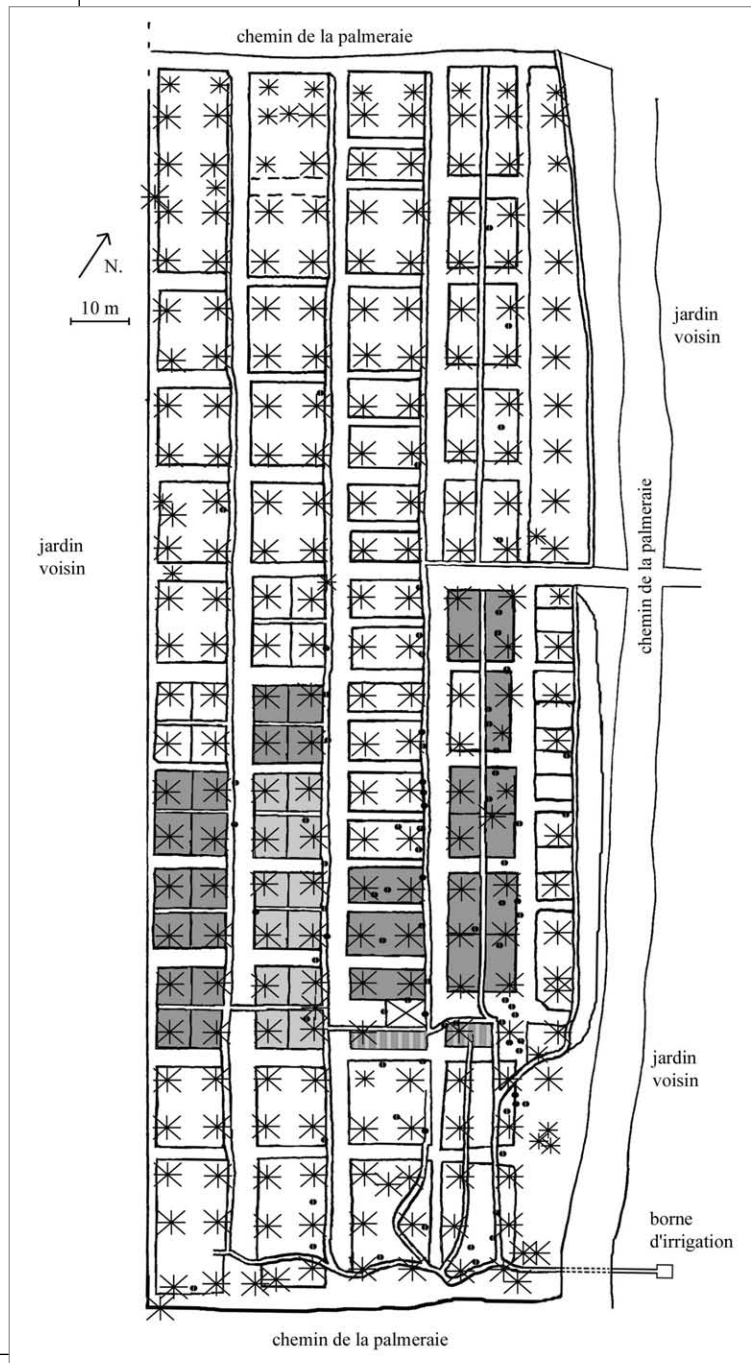 chemin de la palmeraie
N.
10 m
jardin
voisin
jardin
voisin
chemin de la palmeraie
jardin
voisin
borne
d'irrigation
chemin de la palmeraie